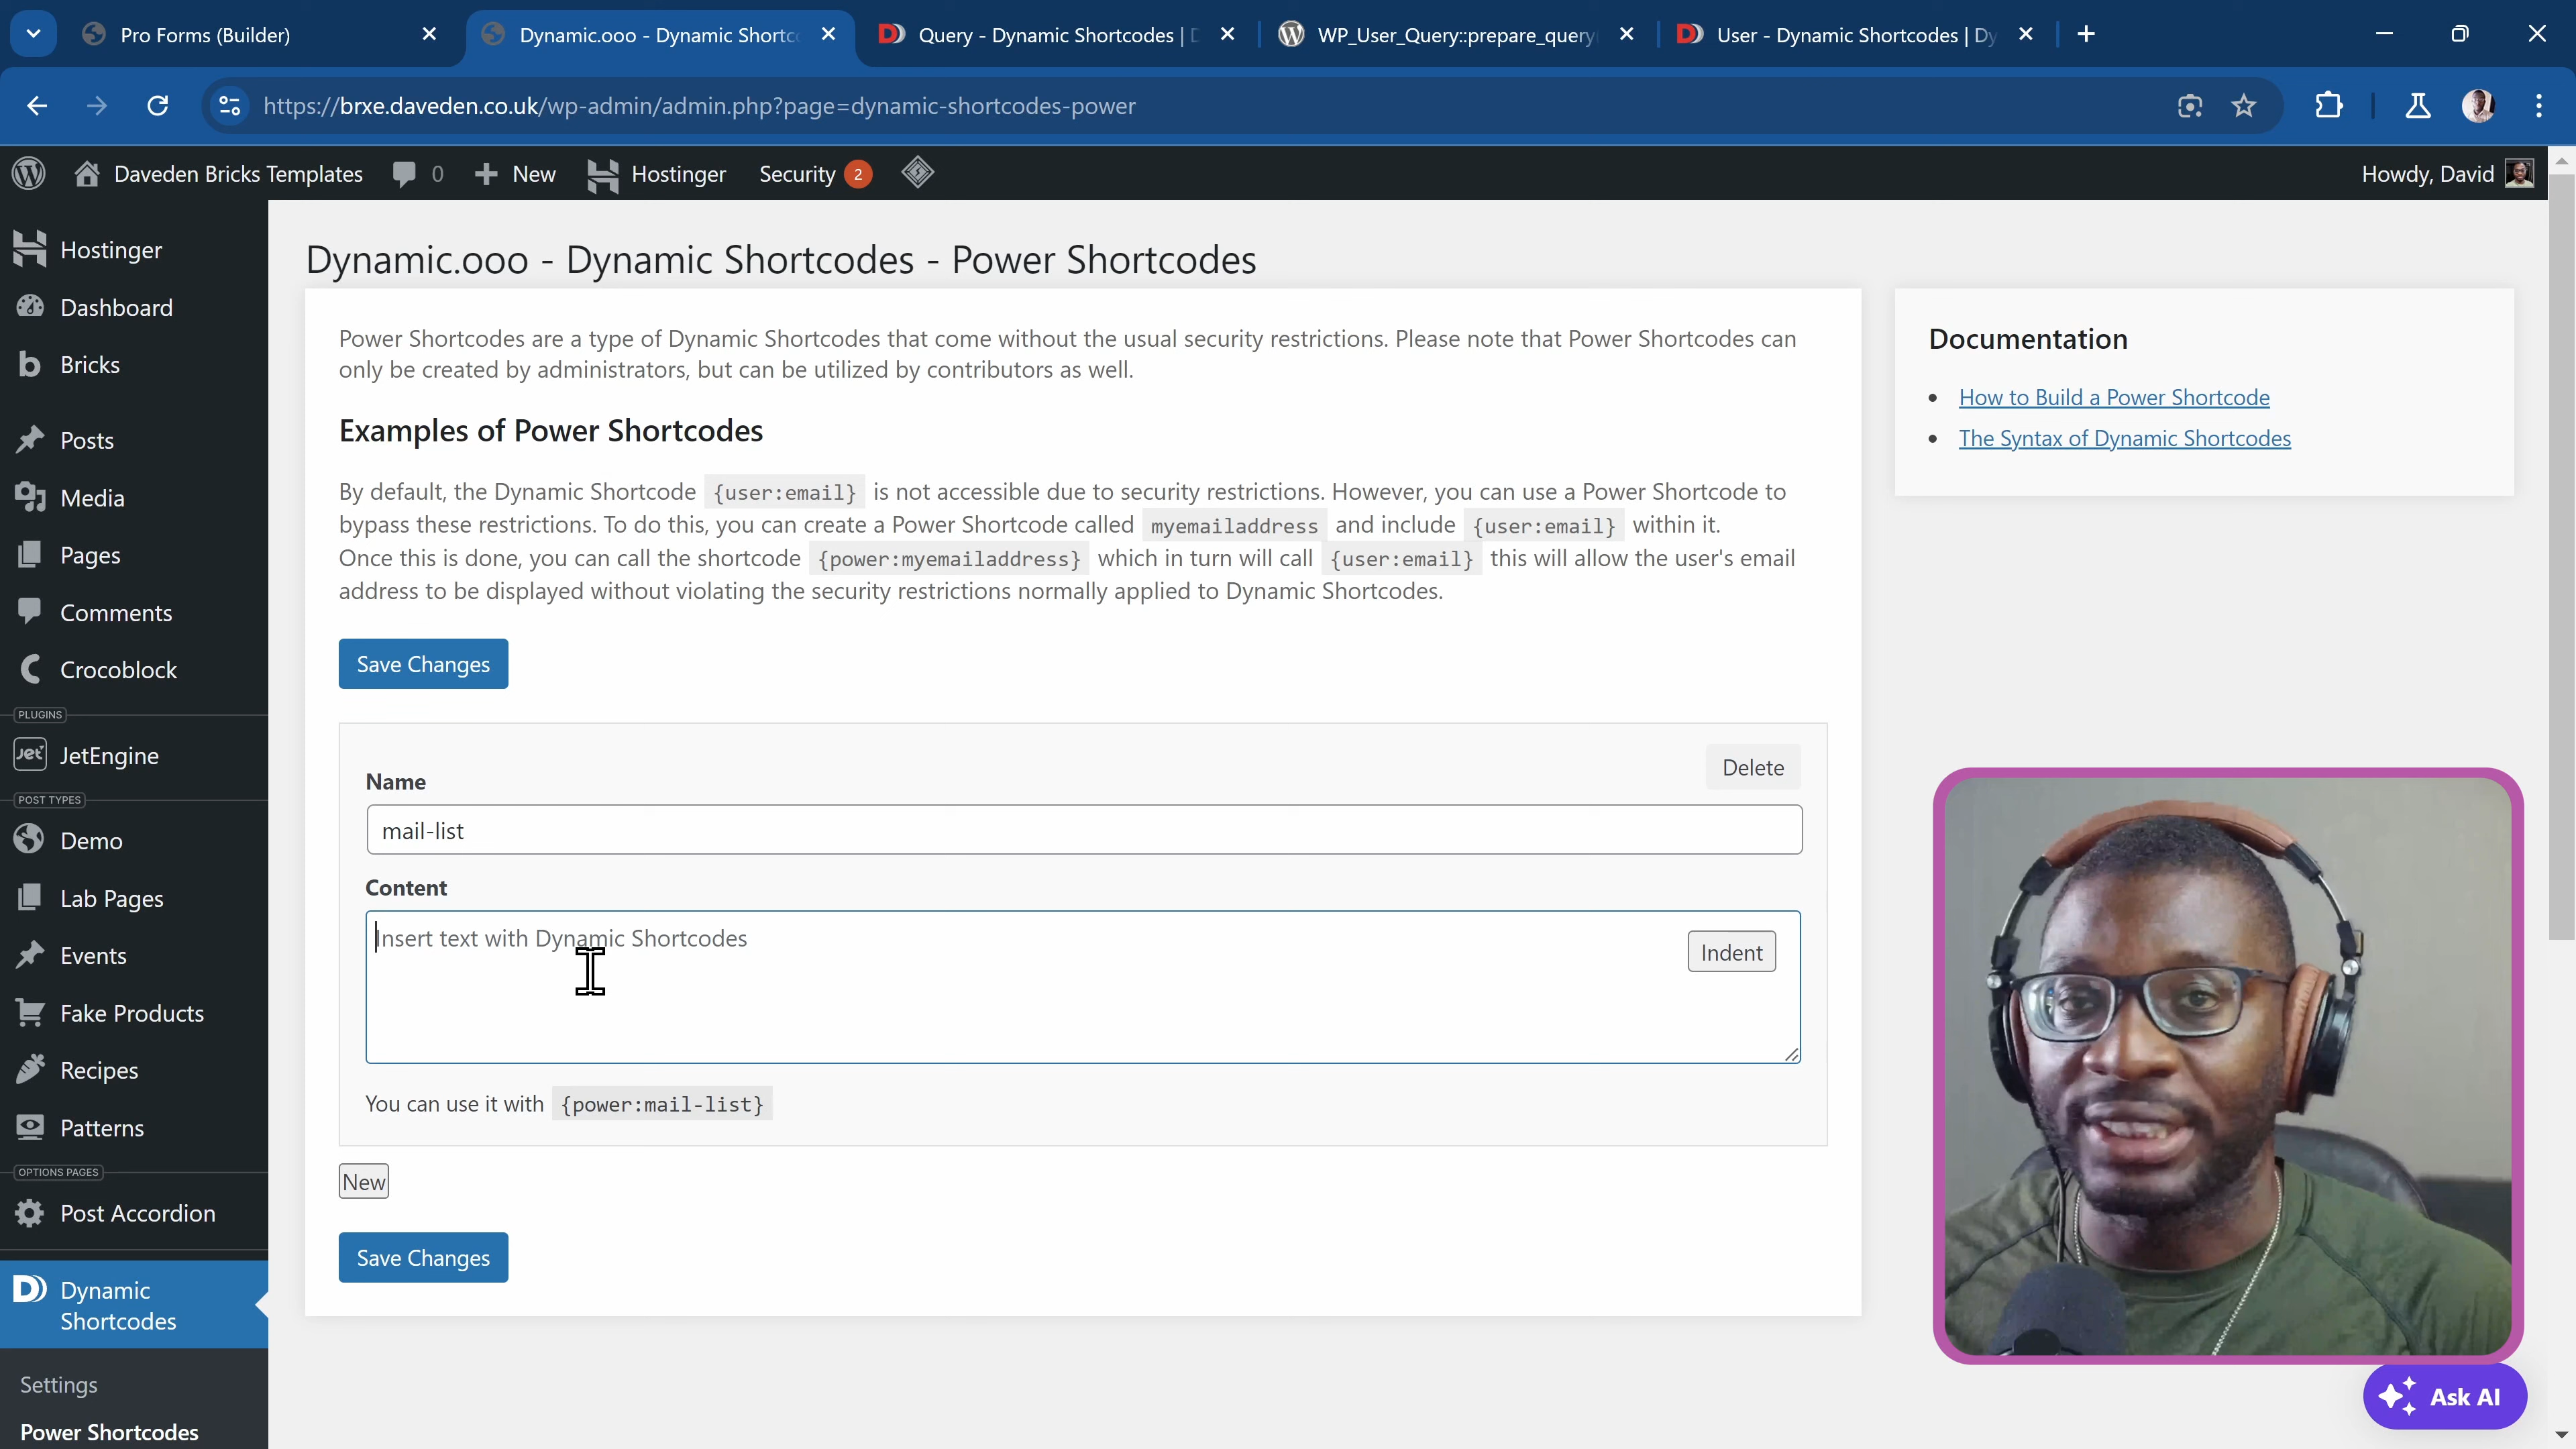 Pro Forms (Builder)
Dynamic.ooo - Dynamic Shortc
Query - Dynamic Shortcodes |
WP_User_Query::prepare_query
User - Dynamic Shortcodes | Dy
https://brxe.daveden.co.uk/wp-admin/admin.php?page=dynamic-shortcodes-power
Daveden Bricks Templates
0
New
Hostinger
Security 2
Howdy, David
Hostinger
Dashboard
Bricks
Posts
Media
Pages
Comments
Crocoblock
PLUGINS
Jet JetEngine
POST TYPES
Demo
Lab Pages
Events
Fake Products
Recipes
Patterns
OPTIONS PAGES
Post Accordion
Dynamic
Shortcodes
Settings
Power Shortcodes
Dynamic.ooo - Dynamic Shortcodes - Power Shortcodes
Power Shortcodes are a type of Dynamic Shortcodes that come without the usual security restrictions. Please note that Power Shortcodes can
only be created by administrators, but can be utilized by contributors as well.
Examples of Power Shortcodes
By default, the Dynamic Shortcode {user:email} is not accessible due to security restrictions. However, you can use a Power Shortcode to
bypass these restrictions. To do this, you can create a Power Shortcode called myemailaddress and include {user:email} within it.
Once this is done, you can call the shortcode {power:myemailaddress} which in turn will call {user:email} this will allow the user's email
address to be displayed without violating the security restrictions normally applied to Dynamic Shortcodes.
Save Changes
Delete
Name
mail-list
Content
Insert text with Dynamic Shortcodes
Indent
You can use it with {power:mail-list}
New
Save Changes
Documentation
How to Build a Power Shortcode
The Syntax of Dynamic Shortcodes
Ask AI